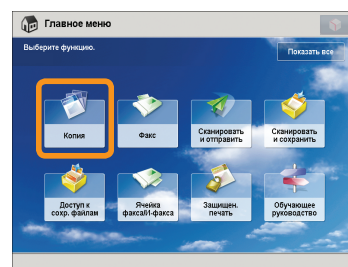 Главное меню
Выберите функцию.
Показать все
Копия
Факс
Сканировать
и отправить
Сканировать
и сохранить
Доступ к
сохр. файлам
Ячейка
факса/И-факса
Защищен.
печать
Обучающее
руководство